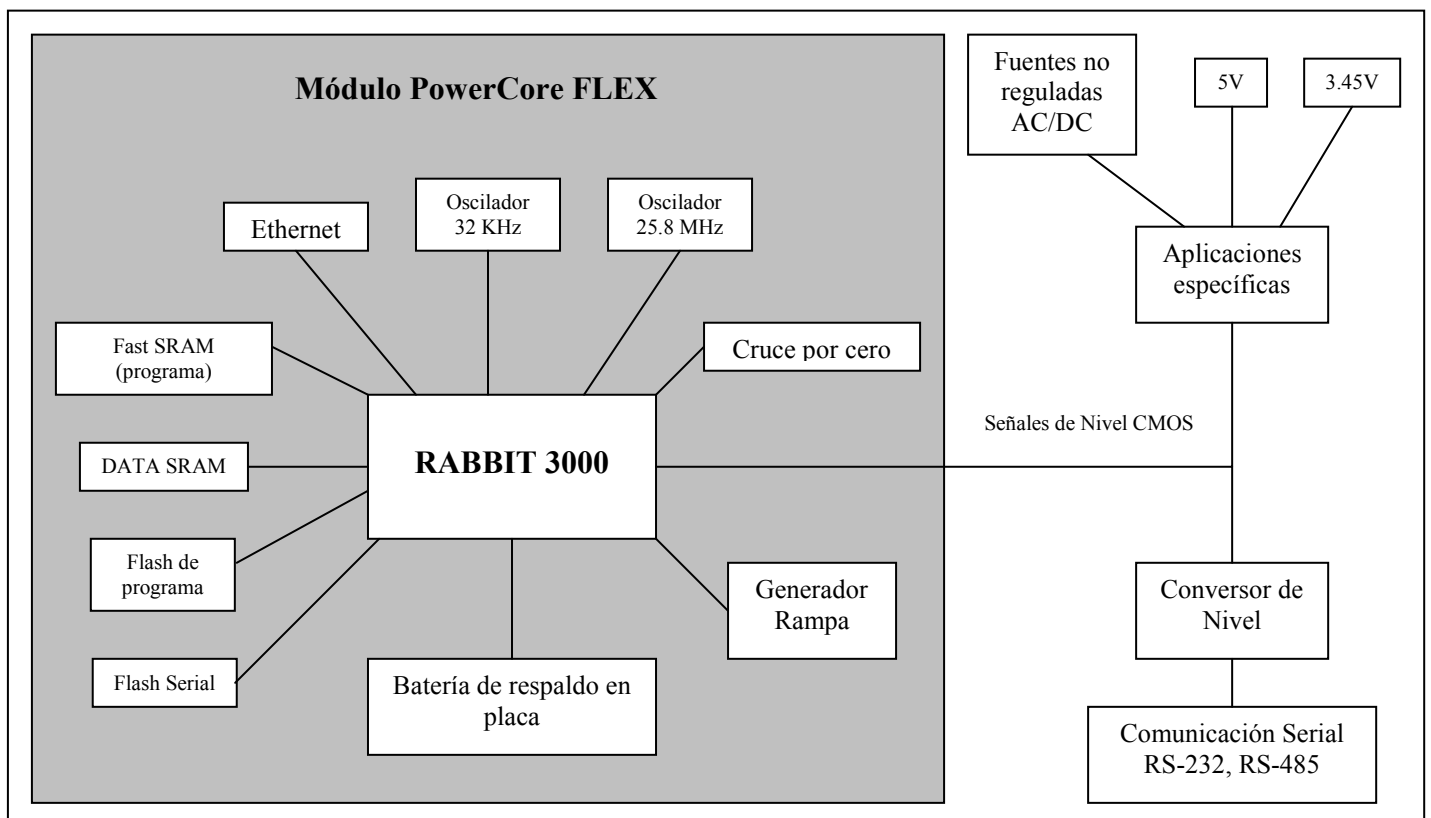 Módulo PowerCore FLEX
Fuentes no
reguladas
AC/DC
5V
3.45V
Ethernet
Oscilador
32 KHz
Oscilador
25.8 MHz
Aplicaciones
específicas
Fast SRAM
(programa)
Cruce por cero
Señales de Nivel CMOS
DATA SRAM
RABBIT 3000
Flash de
programa
Generador
Rampa
Conversor de
Nivel
Flash Serial
Batería de respaldo en
placa
Comunicación Serial
RS-232, RS-485